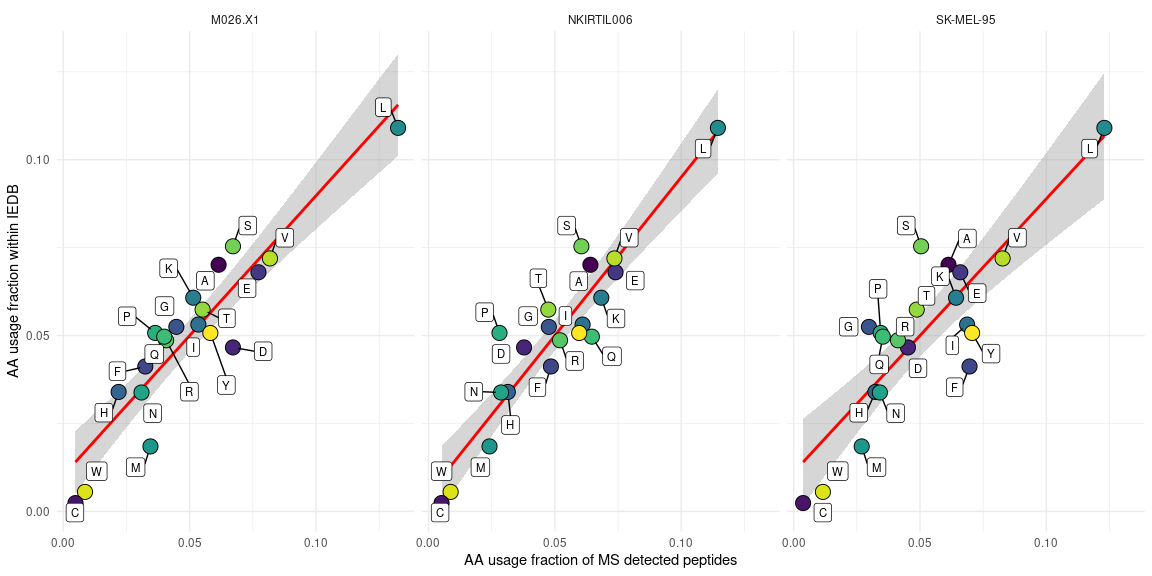 M026.X1 NKIRTIL006 SK-MEL-95
AA usage fraction within IEDB
0.10
0.05
0.00
L
S
V
K
A
E
G
P
T
Q
I
D
F
R
Y
H
N
W
M
C
L
S
V
T
A
E
P
G
I
K
D
R
Q
F
N
H
W
M
C
L
S
A
V
K
P
E
T
G
R
I
Y
Q
D
F
H
N
W
M
C
0.00 0.05 0.10 0.00 0.05 0.10 0.00 0.05 0.10
AA usage fraction of MS detected peptides